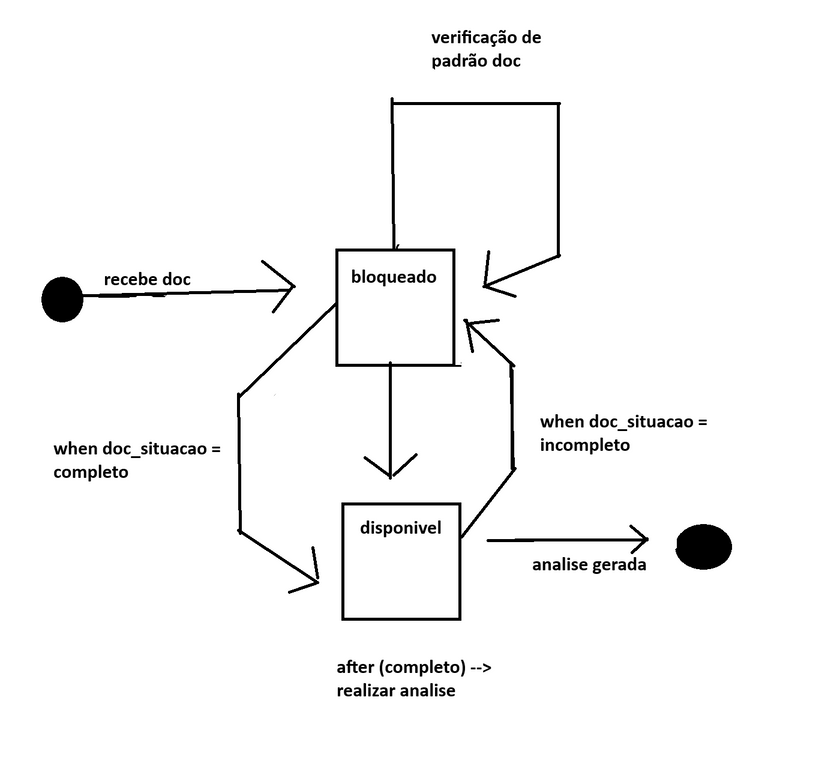 verificação de
padrão doc
recebe doc
bloqueado
when doc_situacao =
completo
when doc_situacao =
incompleto
disponivel
analise gerada
after (completo) -->
realizar analise